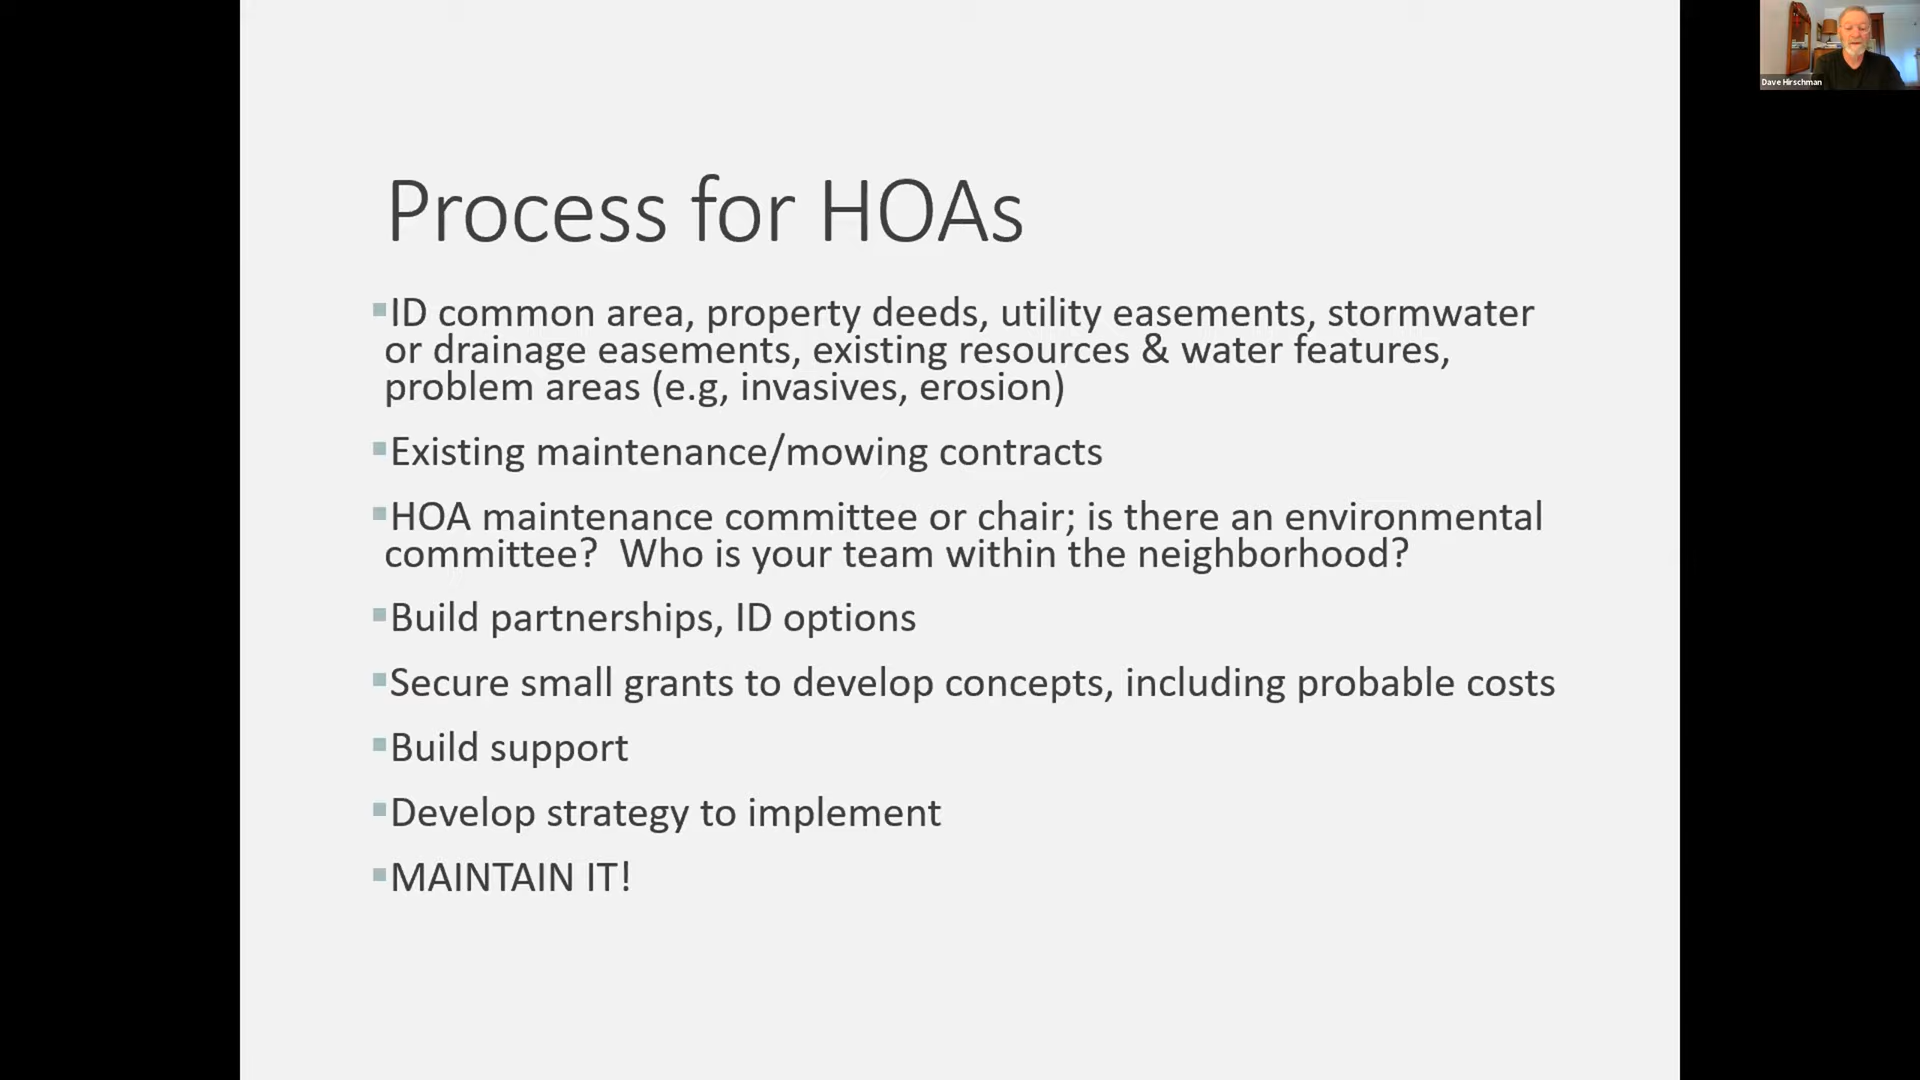 Process for HOAs
ID common area, property deeds, utility easements, stormwater
or drainage easements, existing resources & water features,
problem areas (e.g, invasives, erosion)
Existing maintenance/mowing contracts
HOA maintenance committee or chair; is there an environmental
committee?  Who is your team within the neighborhood?
Build partnerships, ID options
Secure small grants to develop concepts, including probable costs
Build support
Develop strategy to implement
MAINTAIN IT!
Dave Hirschman